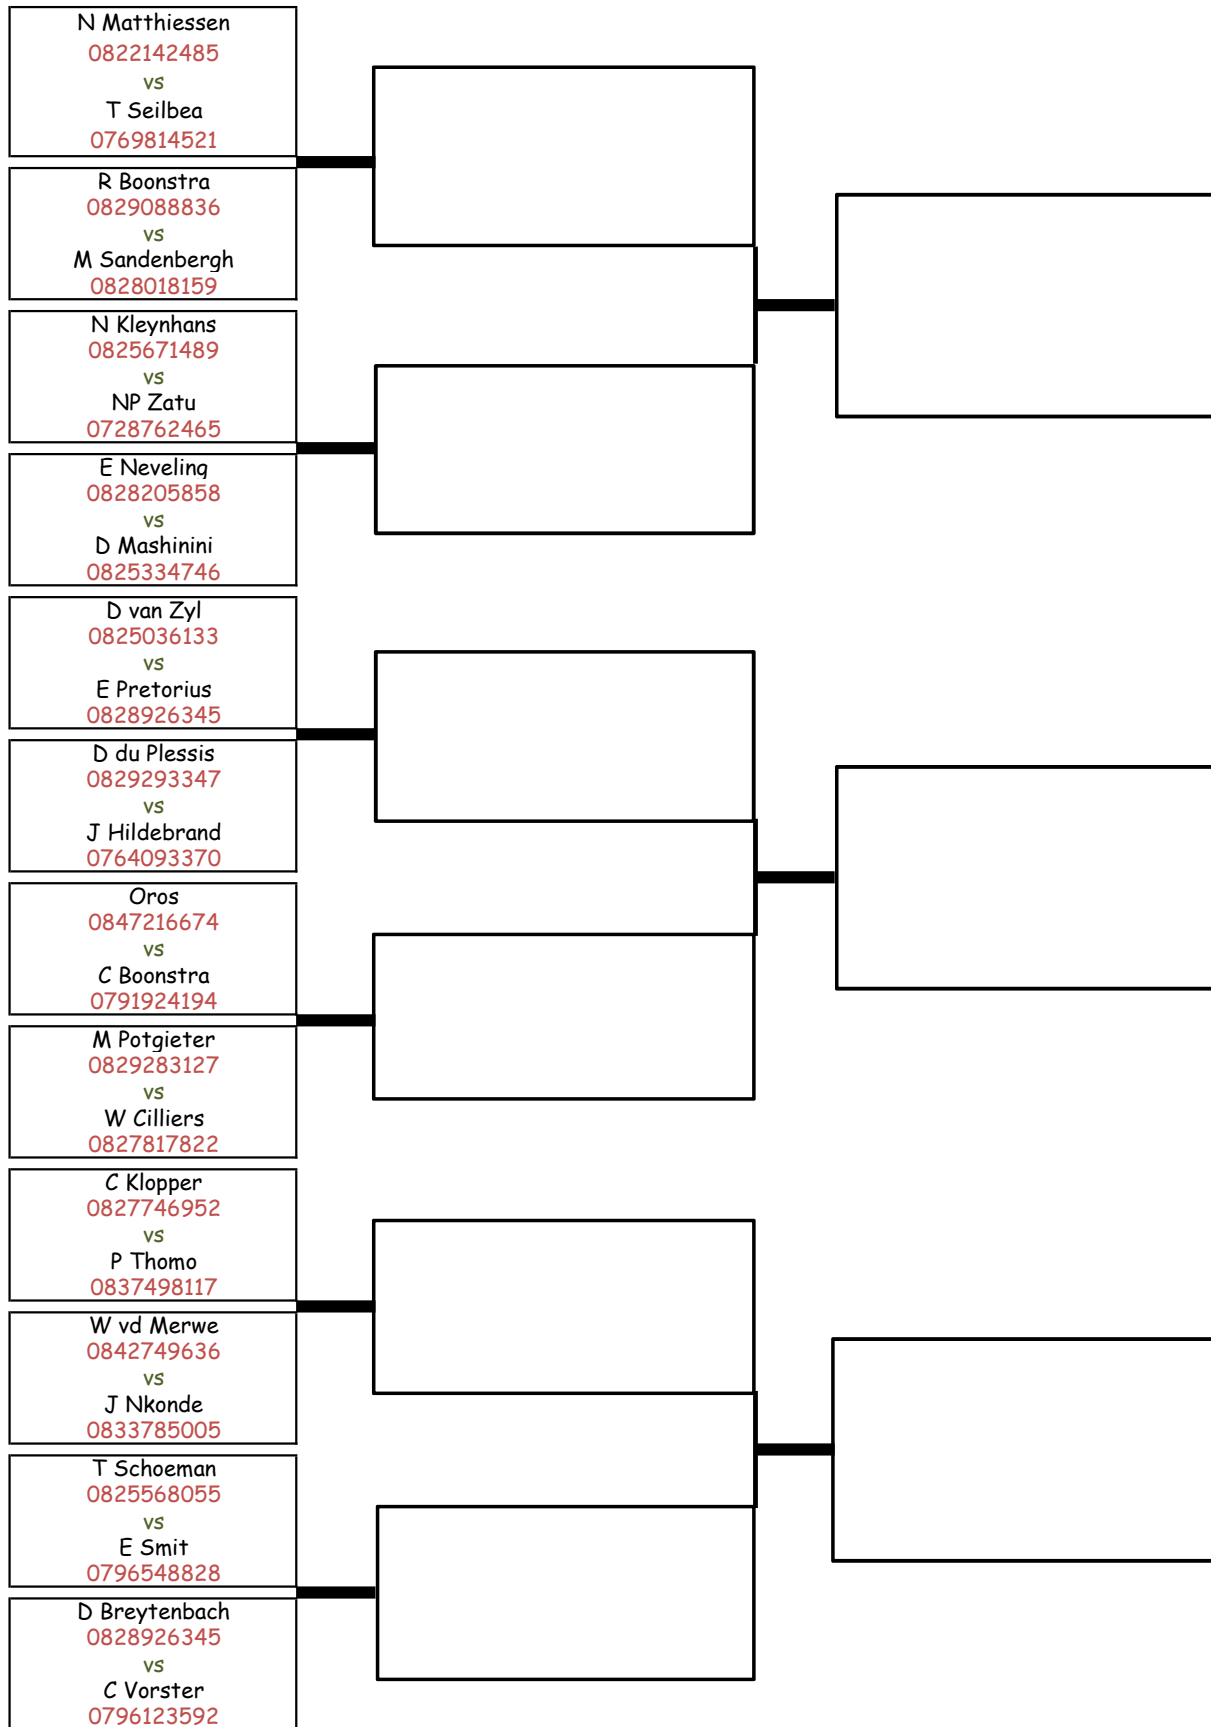 N Matthiessen
0822142485
vs
T Seilbea
0769814521
R Boonstra
0829088836
vs
M Sandenbergh
0828018159
N Kleynhans
0825671489
vs
NP Zatu
0728762465
E Neveling
0828205858
vs
D Mashinini
0825334746
D van Zyl
0825036133
vs
E Pretorius
0828926345
D du Plessis
0829293347
vs
J Hildebrand
0764093370
Oros
0847216674
vs
C Boonstra
0791924194
M Potgieter
0829283127
vs
W Cilliers
0827817822
C Klopper
0827746952
vs
P Thomo
0837498117
W vd Merwe
0842749636
vs
J Nkonde
0833785005
T Schoeman
0825568055
vs
E Smit
0796548828
D Breytenbach
0828926345
vs
C Vorster
0796123592